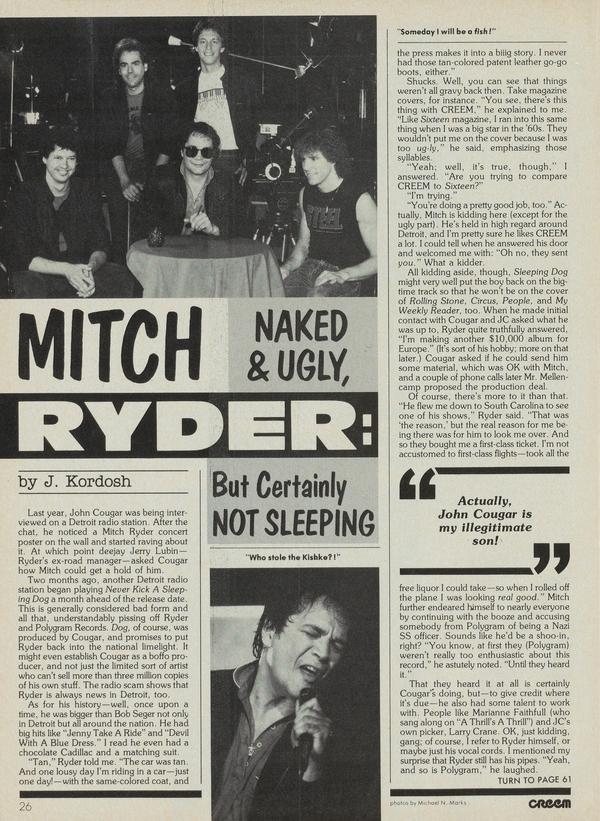 MITCH
NAKED
& UGLY,
RYDER:
by J. Kordosh
But Certainly
NOT SLEEPING
Last year, John Cougar was being inter-
viewed on a Detroit radio station. After the
chat, he noticed a Mitch Ryder concert
poster on the wall and started raving about
it. At which point deejay Jerry Lubin—
Ryder's ex-road manager—asked Cougar
how Mitch could get a hold of him.
Two months ago, another Detroit radio
station began playing Never Kick A Sleep-
ing Dog a month ahead of the release date.
This is generally considered bad form and
all that, understandably pissing off Ryder
and Polygram Records. Dog, of course, was
produced by Cougar, and promises to put
Ryder back into the national limelight. It
might even establish Cougar as a boffo pro-
ducer, and not just the limited sort of artist
who can't sell more than three million copies
of his own stuff. The radio scam shows that
Ryder is always news in Detroit, too.
As for his history—well, once upon a
time, he was bigger than Bob Seger not only
in Detroit but all around the nation. He had
big hits like "Jenny Take A Ride" and "Devil
With A Blue Dress." I read he even had a
chocolate Cadillac and a matching suit.
"Tan," Ryder told me. "The car was tan.
And one lousy day I'm riding in a car—just
one day!—with the same-colored coat, and
26
"Who stole the Kishke?!"
"Someday I will be a fish!"
the press makes it into a biiig story. I never
had those tan-colored patent leather go-go
boots, either."
Shucks. Well, you can see that things
weren't all gravy back then. Take magazine
covers, for instance. "You see, there's this
thing with CREEM," he explained to me.
"Like Sixteen magazine, I ran into this same
thing when I was a big star in the '60s. They
wouldn't put me on the cover because I was
too ug-ly," he said, emphasizing those
syllables.
"Yeah; well, it's true, though," I
answered. "Are you trying to compare
CREEM to Sixteen?"
"I'm trying."
"You're doing a pretty good job, too." Ac-
tually, Mitch is kidding here (except for the
ugly part). He's held in high regard around
Detroit, and I'm pretty sure he likes CREEM
a lot. I could tell when he answered his door
and welcomed me with: "Oh no, they sent
you." What a kidder.
All kidding aside, though, Sleeping Dog
might very well put the boy back on the big-
time track so that he won't be on the cover
of Rolling Stone, Circus, People, and My
Weekly Reader, too. When he made initial
contact with Cougar and JC asked what he
was up to, Ryder quite truthfully answered,
"I'm making another $10,000 album for
Europe." (It's sort of his hobby; more on that
later.) Cougar asked if he could send him
some material, which was OK with Mitch,
and a couple of phone calls later Mr. Mellen-
camp proposed the production deal.
Of course, there's more to it than that.
"He flew me down to South Carolina to see
one of his shows," Ryder said. "That was
'the reason,' but the real reason for me be-
ing there was for him to look me over. And
so they bought me a first-class ticket. I'm not
accustomed to first-class flights—took all the
"Actually,
John Cougar is
my illegitimate
son!"
free liquor I could take—so when I rolled off
the plane I was looking real good." Mitch
further endeared himself to nearly everyone
by continuing with the booze and accusing
somebody from Polygram of being a Nazi
SS officer. Sounds like he'd be a shoo-in,
right? "You know, at first they (Polygram)
weren't really too enthusiastic about this
record," he astutely noted. "Until they heard
it."
That they heard it at all is certainly
Cougar's doing, but—to give credit where
it's due—he also had some talent to work
with. People like Marianne Faithfull (who
sang along on "A Thrill's A Thrill") and JC's
own picker, Larry Crane. OK, just kidding,
gang; of course, I refer to Ryder himself, or
maybe just his vocal cords. I mentioned my
surprise that Ryder still has his pipes. "Yeah,
and so is Polygram," he laughed.
TURN TO PAGE 61
photos by Michael N. Marks
CREEM